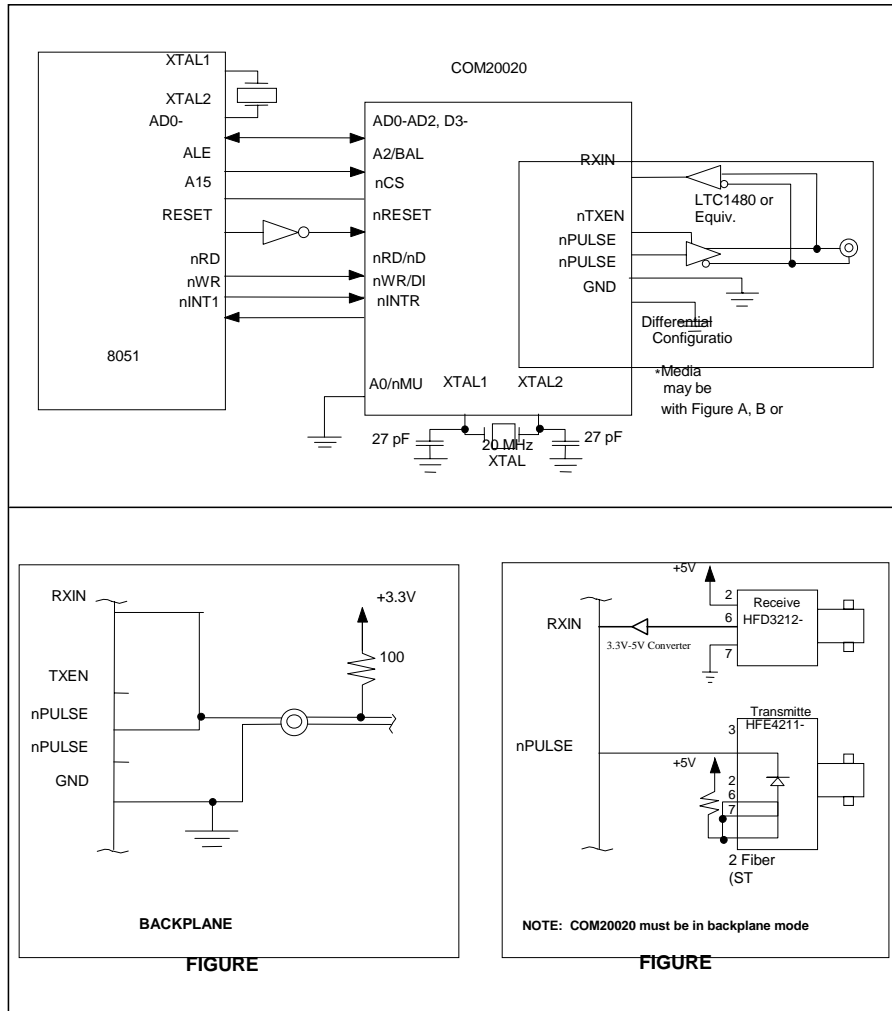 XTAL1
XTAL2
AD0-
ALE
A15
RESET
nRD
nWR
nINT1
8051
COM20020
AD0-AD2, D3-
A2/BAL
nCS
nRESET
nRD/nD
nWR/DI
nINTR
A0/nMU
XTAL1
XTAL2
RXIN
nTXEN
nPULSE
nPULSE
GND
LTC1480 or
Equiv.
Differential
Configuratio
*Media
may be
with Figure A, B or
27 pF
20 MHz
XTAL
27 pF
RXIN
TXEN
nPULSE
nPULSE
GND
+3.3V
100
BACKPLANE
FIGURE
+5V
RXIN
3.3V-5V Converter
2
6
7
Receive
HFD3212-
nPULSE
+5V
Transmitte
HFE4211-
3
2
6
7
2 Fiber
(ST
NOTE: COM20020 must be in backplane mode
FIGURE